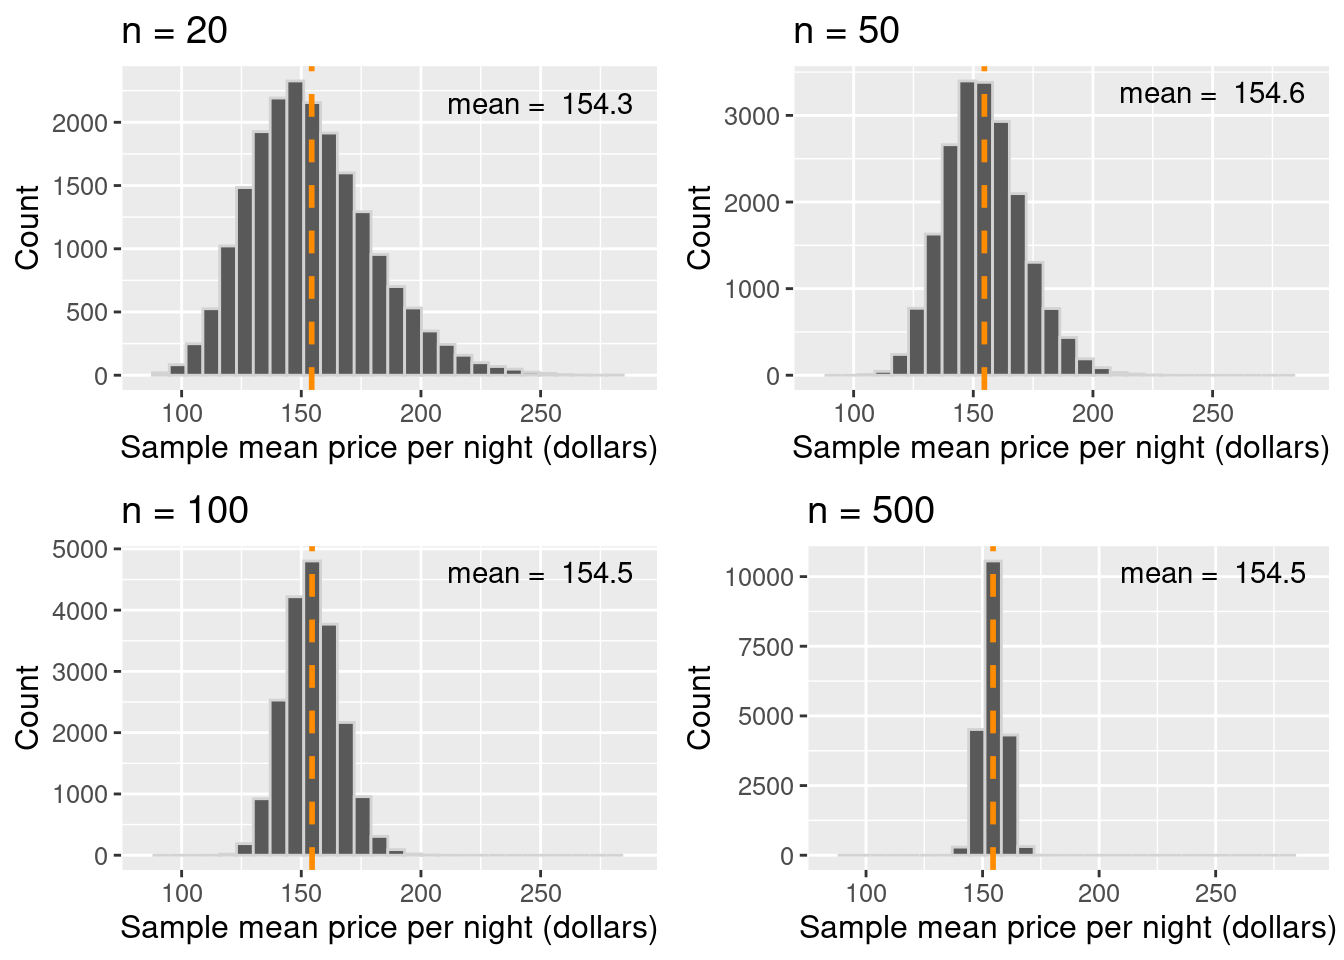 n = 20
mean = 154.3
2000
1500
1000
500
0
Count
100 150 200 250
Sample mean price per night (dollars)
n = 50
mean = 154.6
3000
2000
1000
0
Count
100 150 200 250
Sample mean price per night (dollars)
n = 100
mean = 154.5
5000
4000
3000
2000
1000
0
Count
100 150 200 250
Sample mean price per night (dollars)
n = 500
mean = 154.5
10000
7500
5000
2500
0
Count
100 150 200 250
Sample mean price per night (dollars)